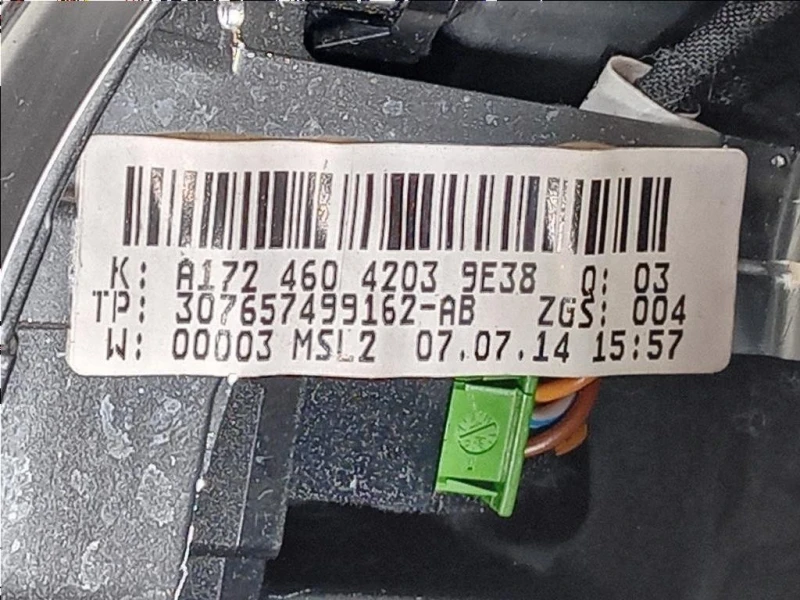 K: A172 460 4203 9E38 Q: 03
TP: 307657499162-AB ZGS: 004
W: 00003 MSL2 07.07.14 15:57